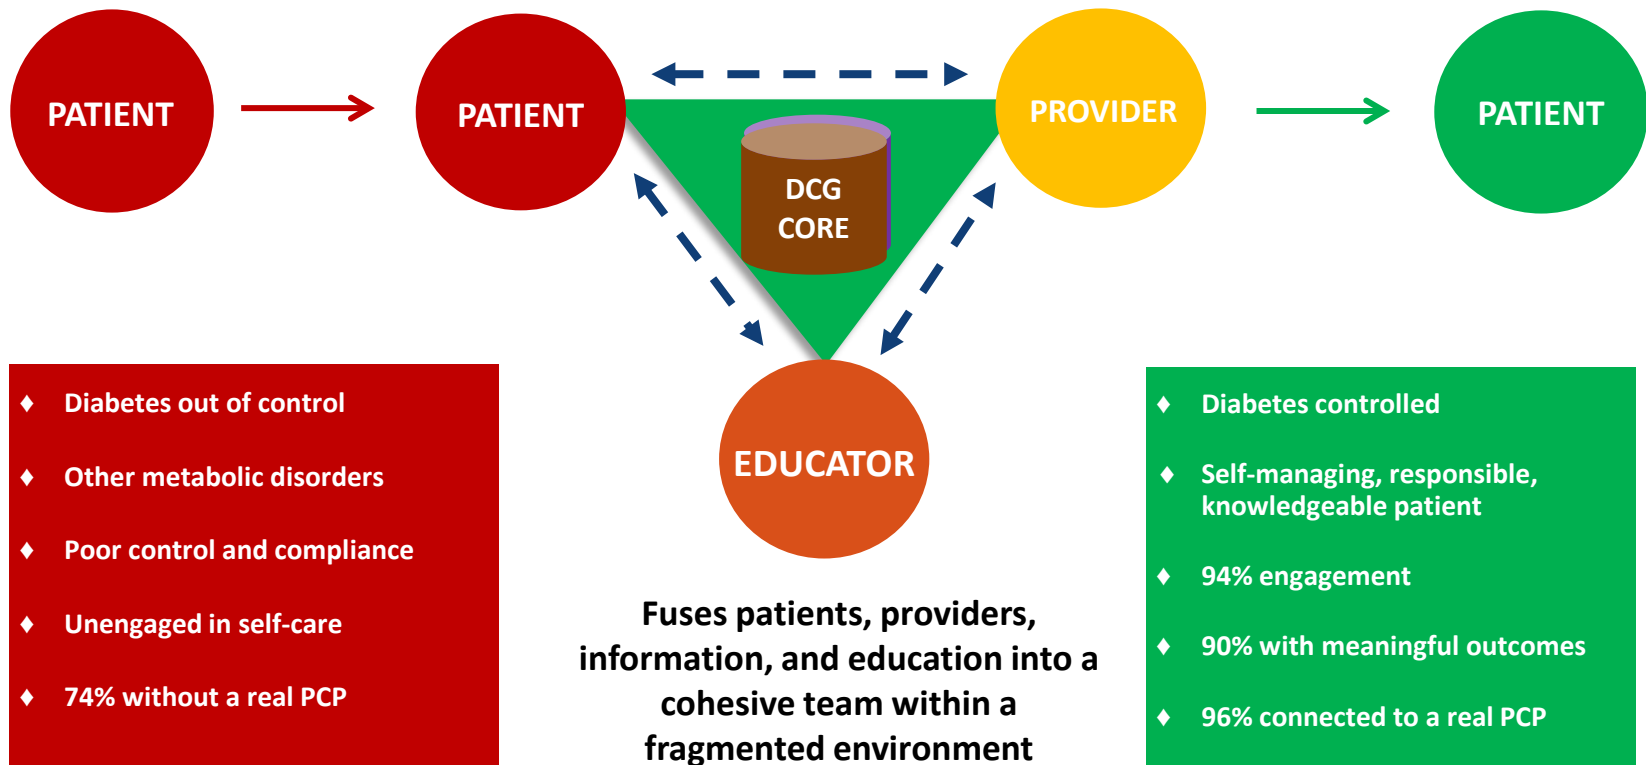 PATIENT
PATIENT
PROVIDER
PATIENT
DCG
CORE
EDUCATOR
♦ Diabetes out of control
♦ Other metabolic disorders
♦ Poor control and compliance
♦ Unengaged in self-care
♦ 74% without a real PCP
Fuses patients, providers,
information, and education into a
cohesive team within a
fragmented environment
♦ Diabetes controlled
♦ Self-managing, responsible,
knowledgeable patient
♦ 94% engagement
♦ 90% with meaningful outcomes
♦ 96% connected to a real PCP